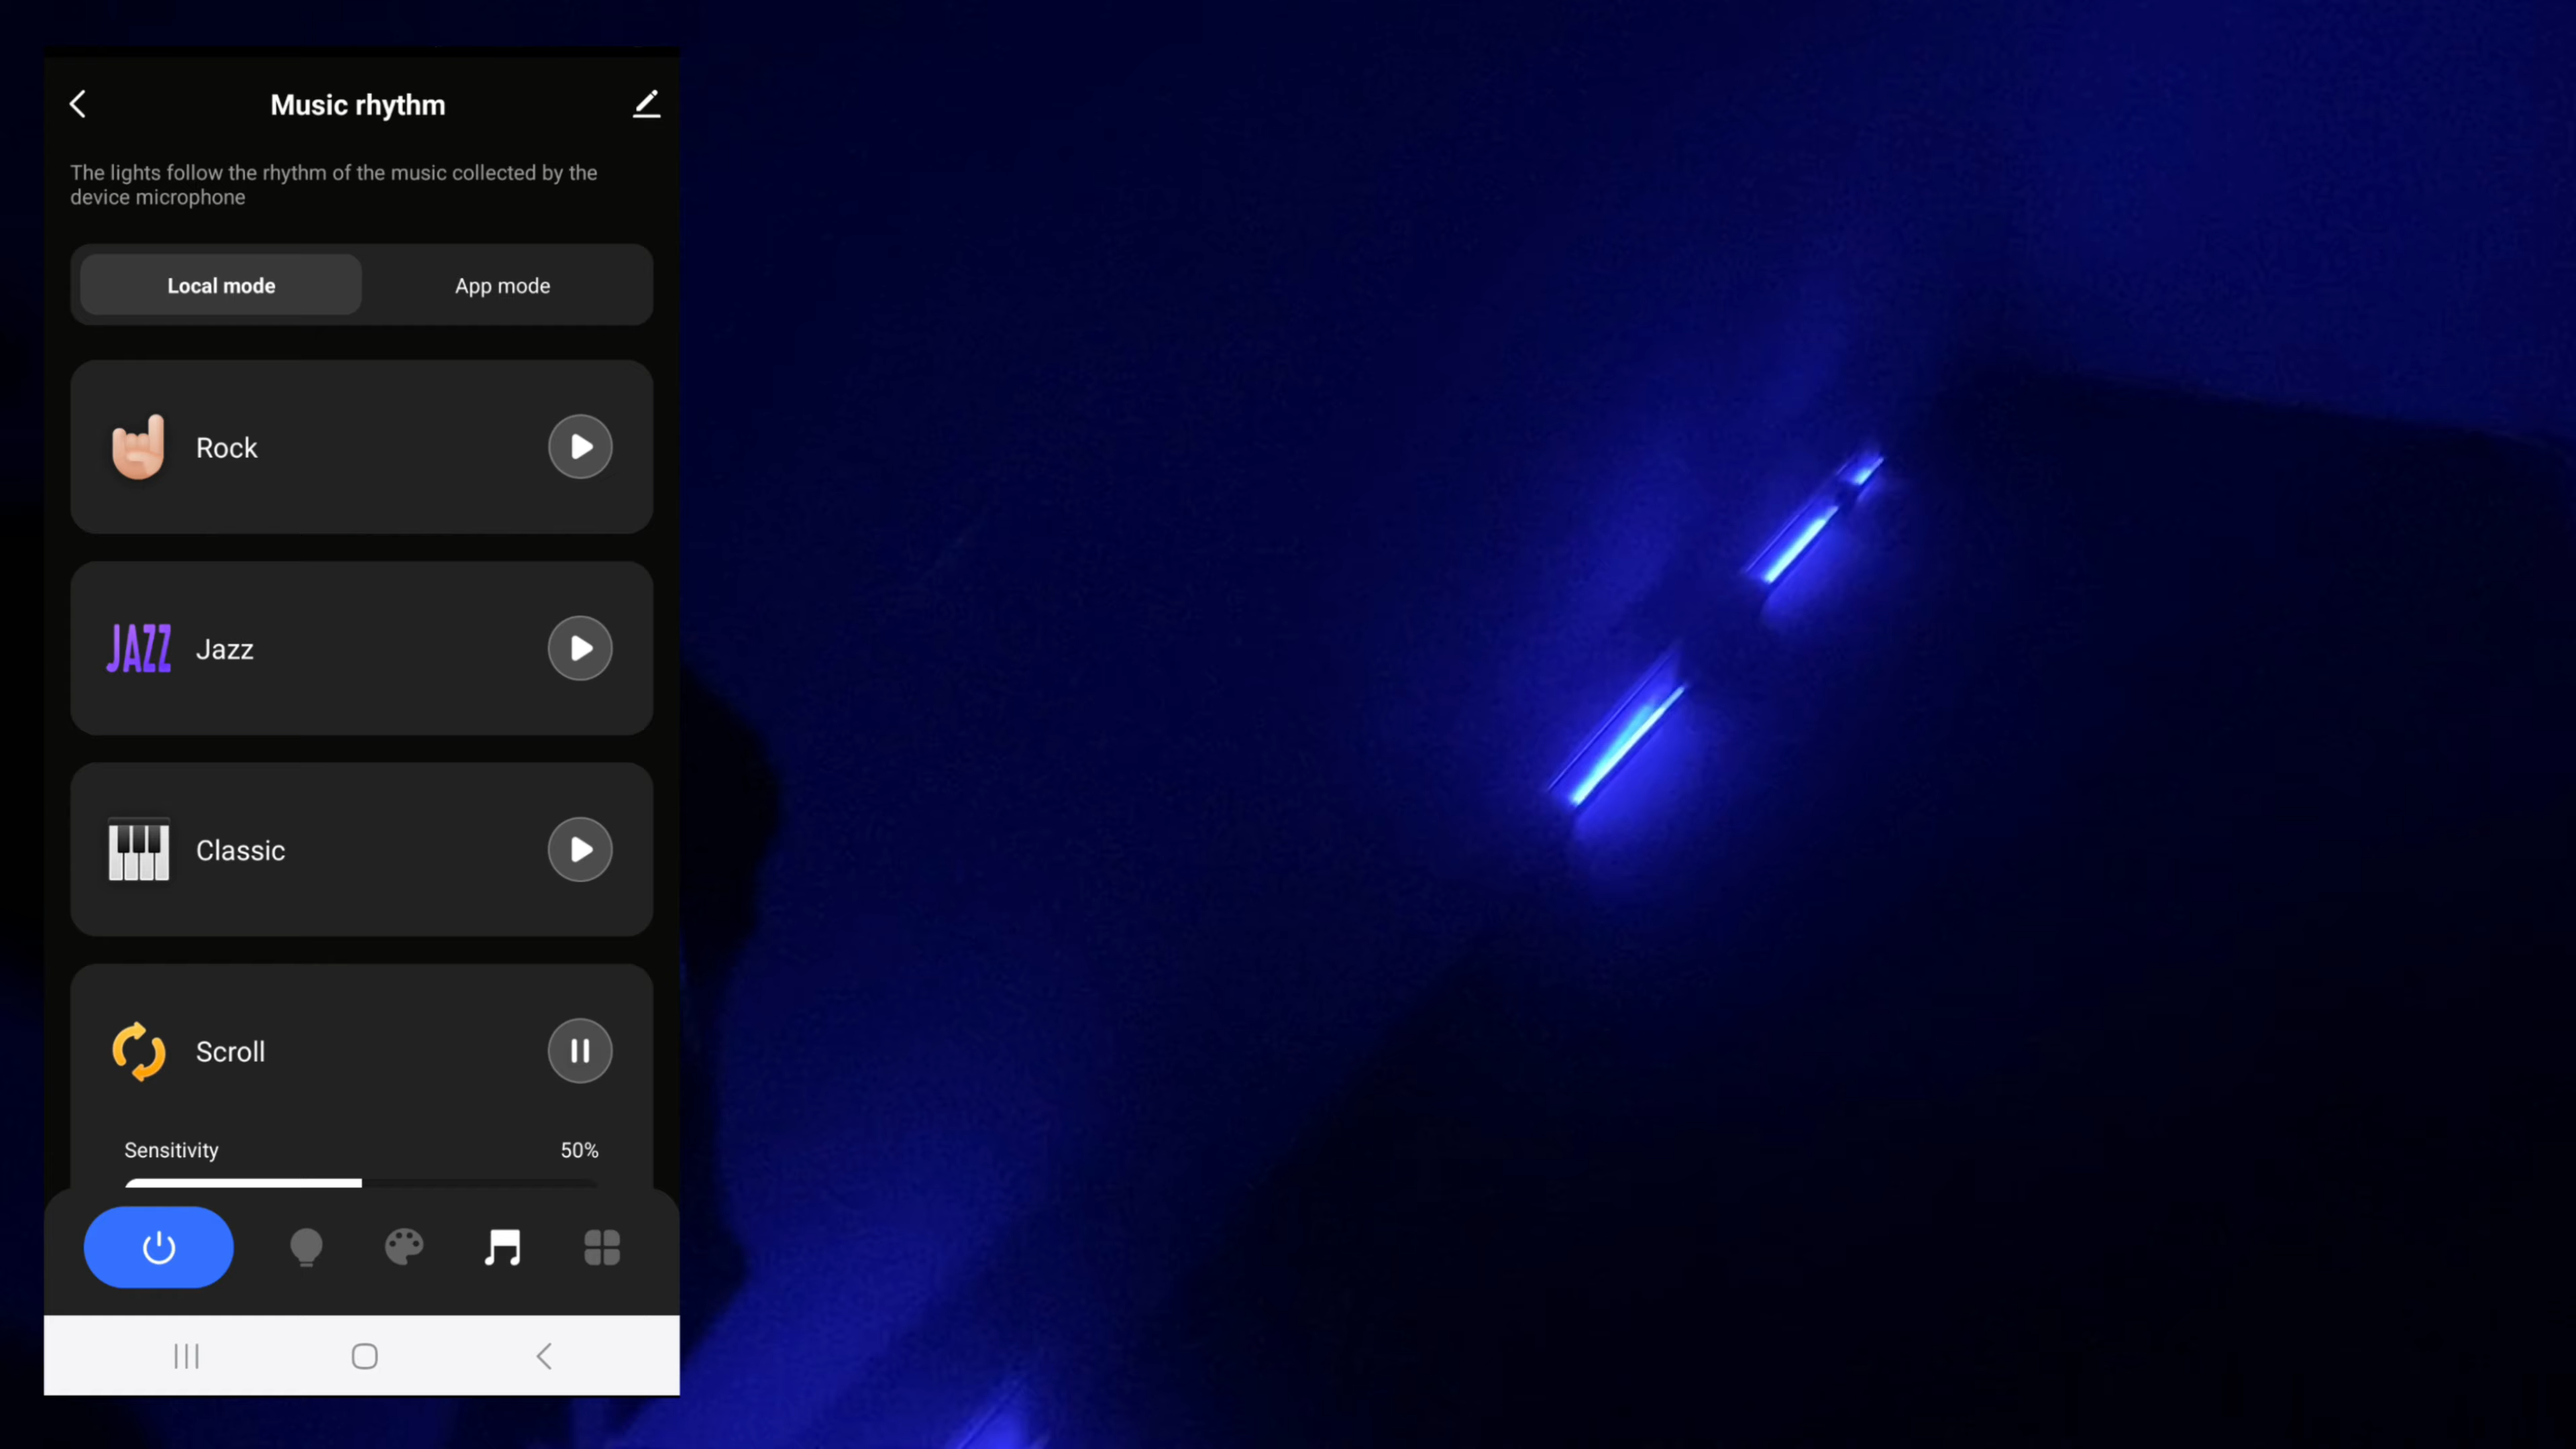 Music rhythm
The lights follow the rhythm of the music collected by the
device microphone
Local mode
App mode
Rock
JAZZ
Jazz
Classic
Scroll
Sensitivity
50%